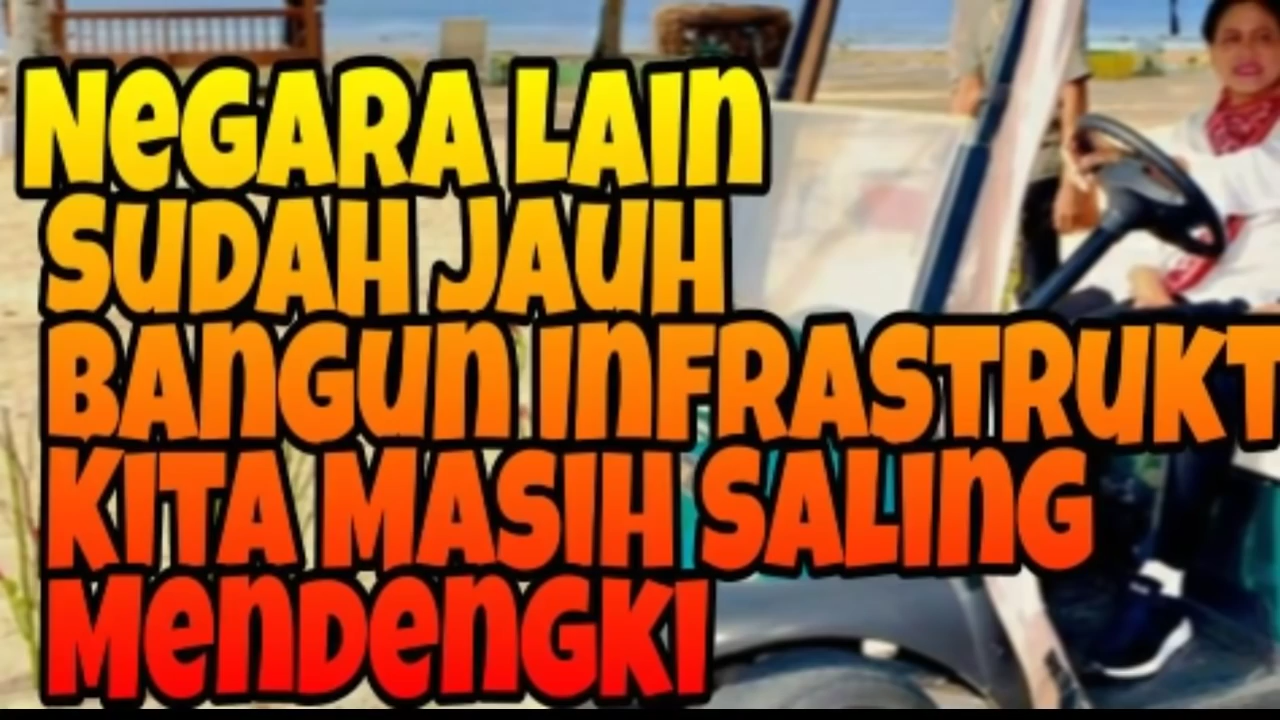 NeGARA LAIN
SUDAH JAUH
BANGUN INFRASTRUKT
KITA MASIH SALING
MeNDeNGKI